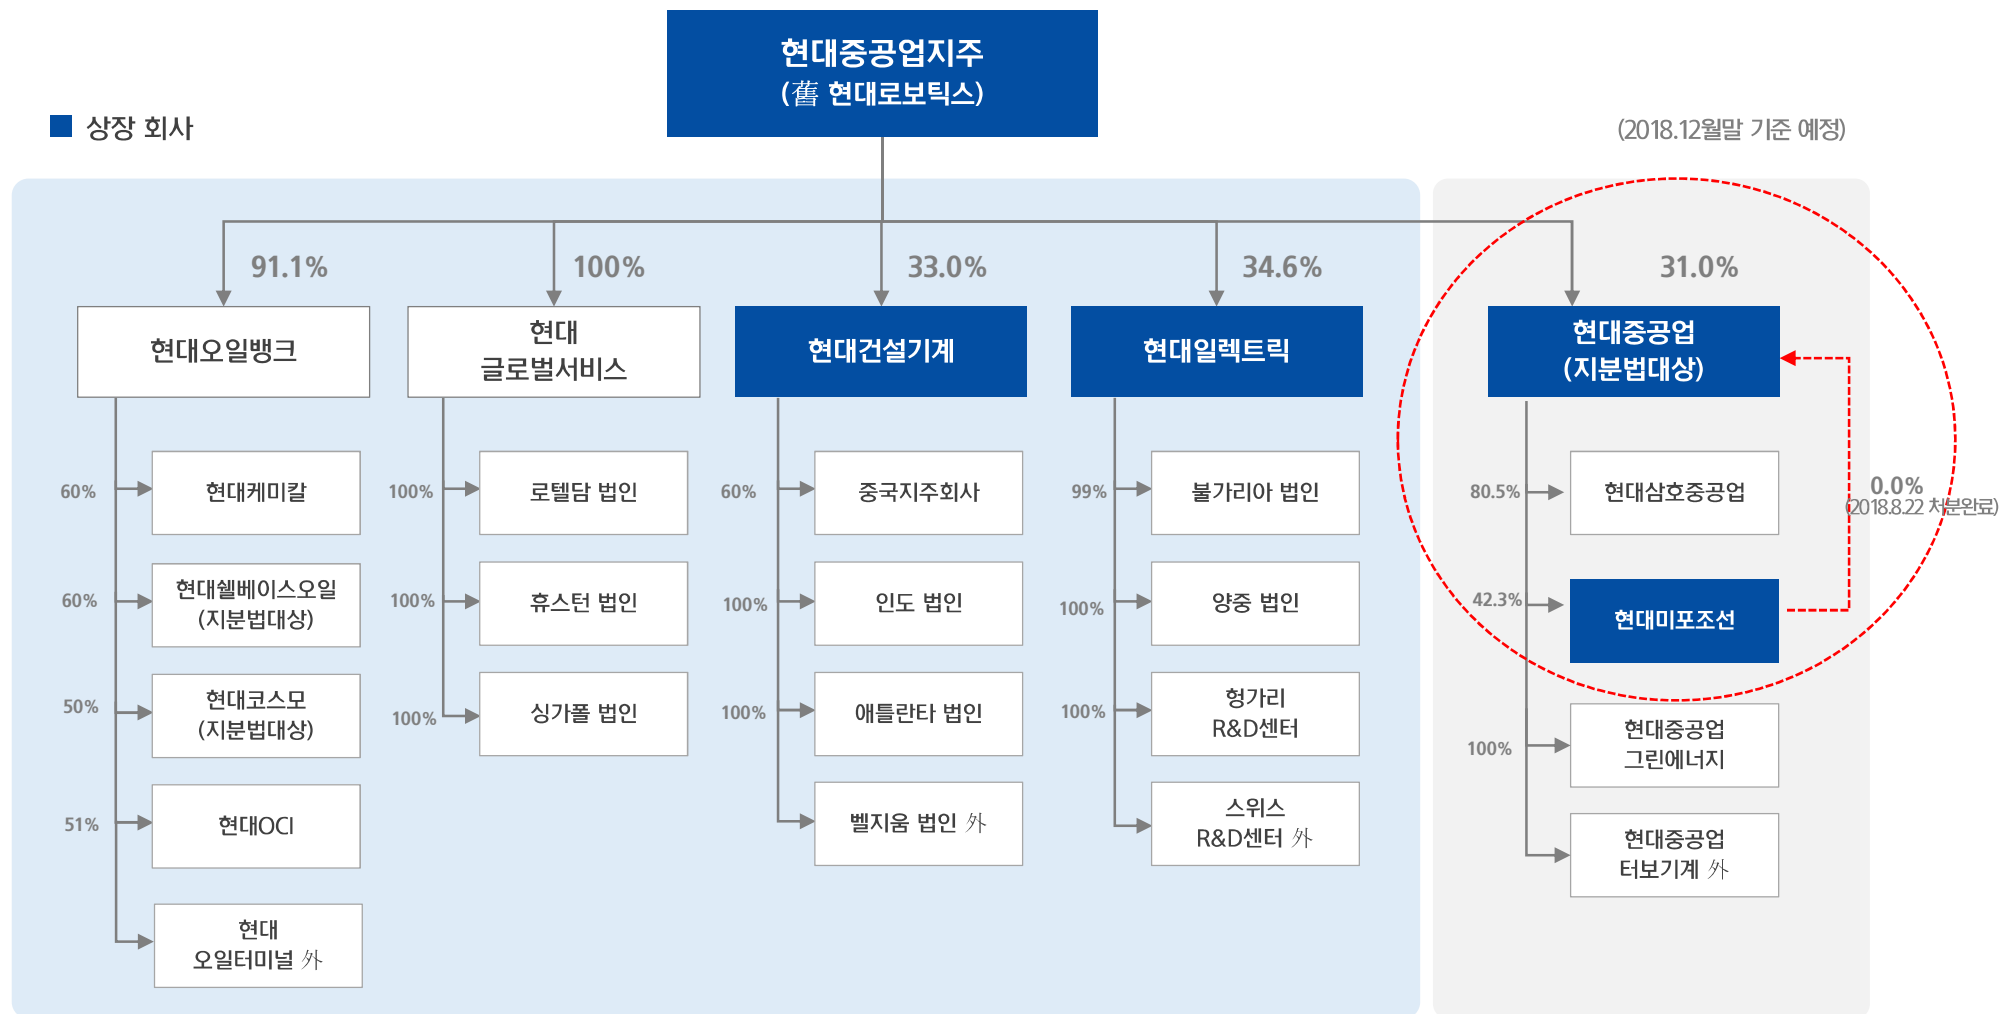 현대중공업지주
(舊 현대로보틱스)
상장 회사
(2018.12월말 기준 예정)
91.1%
100%
33.0%
34.6%
31.0%
현대오일뱅크
현대
글로벌서비스
현대건설기계
현대일렉트릭
현대중공업
(지분법대상)
60%
현대케미칼
60%
현대쉘베이스오일
(지분법대상)
50%
현대코스모
(지분법대상)
51%
현대OCI
현대
오일터미널 外
100%
로텔담 법인
100%
휴스턴 법인
100%
싱가폴 법인
60%
중국지주회사
100%
인도 법인
100%
애틀란타 법인
벨지움 법인 外
99%
불가리아 법인
100%
양중 법인
100%
헝가리
R&D센터
스위스
R&D센터 外
80.5%
현대삼호중공업
42.3%
현대미포조선
100%
현대중공업
그린에너지
현대중공업
터보기계 外
0.0%
(2018.8.22 처분완료)